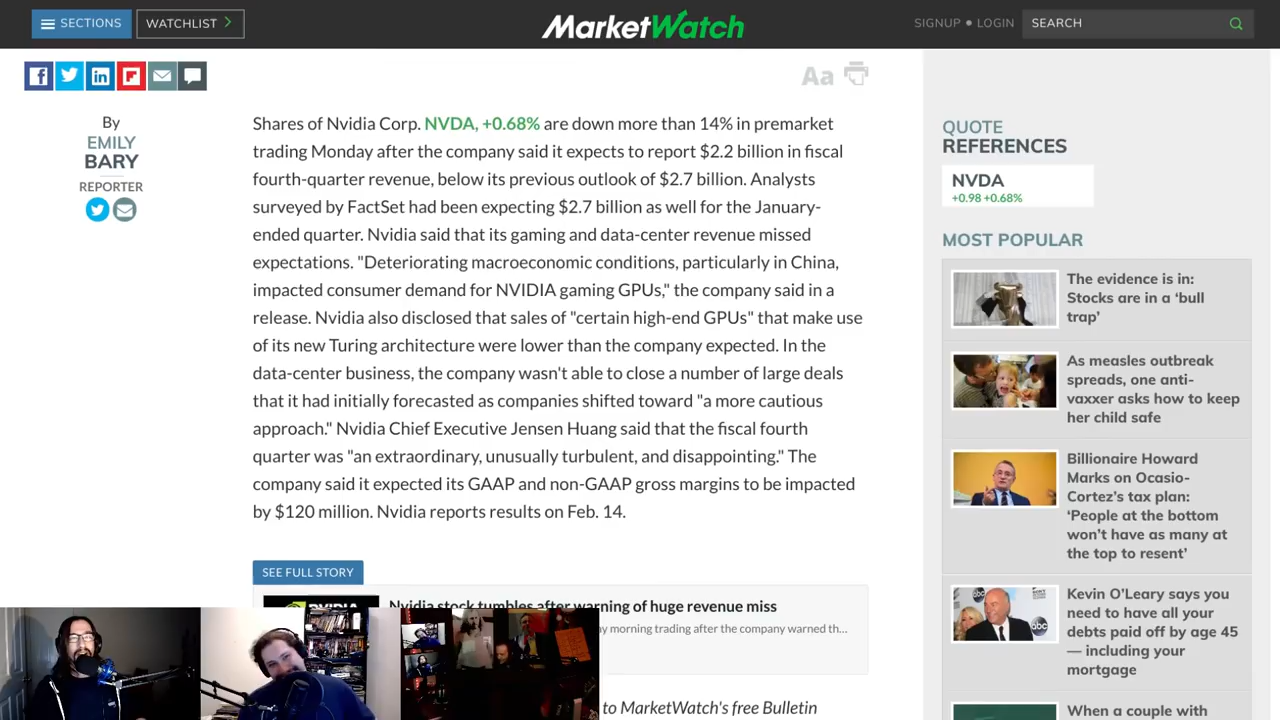 SECTIONS
WATCHLIST
MarketWatch
SIGNUP • LOGIN
SEARCH
Aa
By
EMILY
BARY
REPORTER
Shares of Nvidia Corp. NVDA, +0.68% are down more than 14% in premarket
trading Monday after the company said it expects to report $2.2 billion in fiscal
fourth-quarter revenue, below its previous outlook of $2.7 billion. Analysts
surveyed by FactSet had been expecting $2.7 billion as well for the January-
ended quarter. Nvidia said that its gaming and data-center revenue missed
expectations. "Deteriorating macroeconomic conditions, particularly in China,
impacted consumer demand for NVIDIA gaming GPUs," the company said in a
release. Nvidia also disclosed that sales of "certain high-end GPUs" that make use
of its new Turing architecture were lower than the company expected. In the
data-center business, the company wasn't able to close a number of large deals
that it had initially forecasted as companies shifted toward "a more cautious
approach." Nvidia Chief Executive Jensen Huang said that the fiscal fourth
quarter was "an extraordinary, unusually turbulent, and disappointing." The
company said it expected its GAAP and non-GAAP gross margins to be impacted
by $120 million. Nvidia reports results on Feb. 14.
SEE FULL STORY
Nvidia stock tumbles after warning of huge revenue miss
morning trading after the company warned th...
to MarketWatch's free Bulletin
QUOTE
REFERENCES
NVDA
+0.98 +0.68%
MOST POPULAR
The evidence is in:
Stocks are in a ‘bull
trap’
As measles outbreak
spreads, one anti-
vaxxer asks how to keep
her child safe
Billionaire Howard
Marks on Ocasio-
Cortez’s tax plan:
‘People at the bottom
won’t have as many at
the top to resent’
Kevin O’Leary says you
need to have all your
debts paid off by age 45
— including your
mortgage
abc
abc
When a couple with